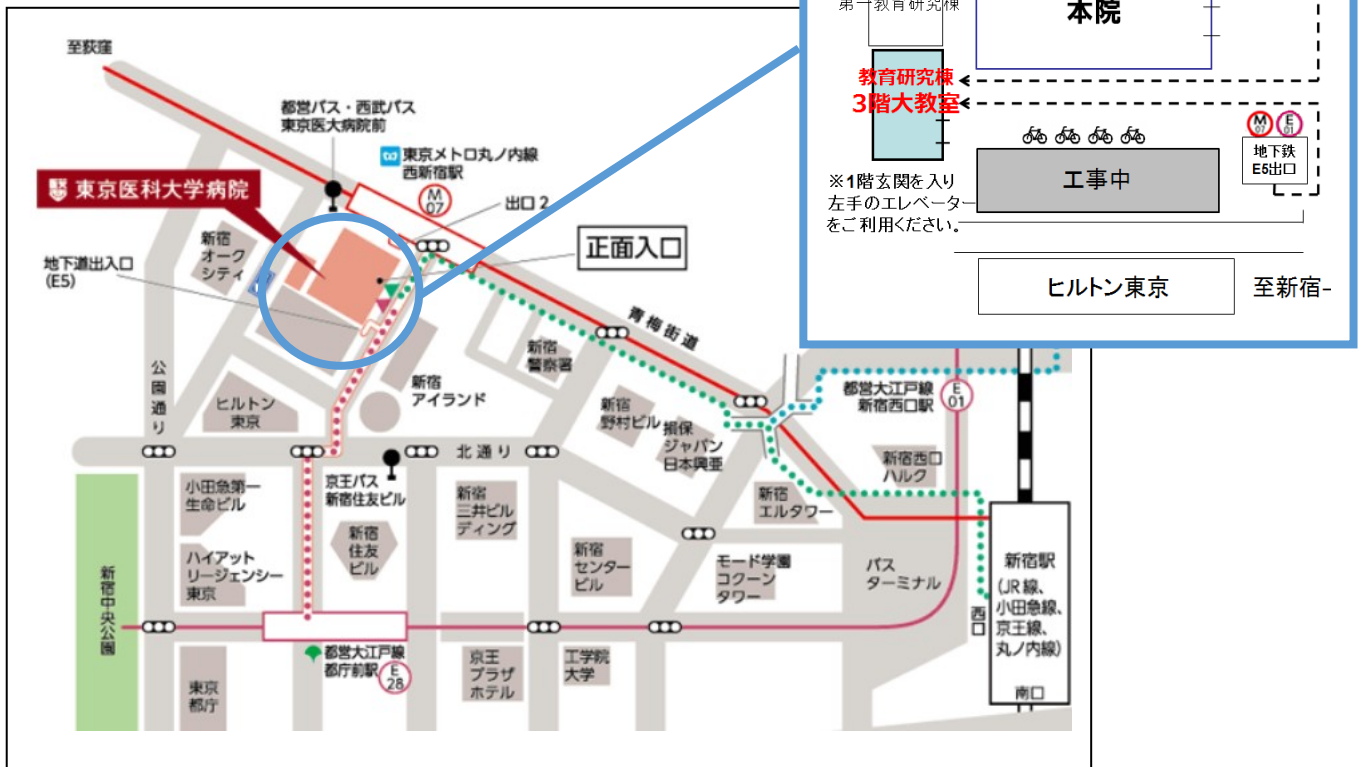 至荻窪
都営バス・西武バス
東京医大病院前
東京メトロ丸ノ内線
西新宿駅
M
07
東京医科大学病院
出口 2
正面入口
新宿
オーク
シティ
地下道出入口
(E5)
青梅街道
公園通り
ヒルトン
東京
新宿
アイランド
新宿
警察署
新宿
野村ビル
損保
ジャパン
日本興亜
都営大江戸線
新宿西口駅
E
01
新宿西口
ハルク
北通り
小田急第一
生命ビル
京王バス
新宿住友ビル
新宿
住友
ビル
新宿
三井ビル
ディング
新宿
エルタワー
ハイアット
リージェンシー
東京
新宿
センター
ビル
モード学園
コクーン
タワー
バス
ターミナル
新宿駅
(JR線、
小田急線、
京王線、
丸ノ内線)
西口
南口
新宿中央公園
都営大江戸線
都庁前駅
E
28
東京
都庁
京王
プラザ
ホテル
工学院
大学
第一教育研究棟
本院
教育研究棟
3階大教室
※1階玄関を入り
左手のエレベーター
をご利用ください。
工事中
M
07
E
01
地下鉄
E5出口
ヒルトン東京
至新宿-